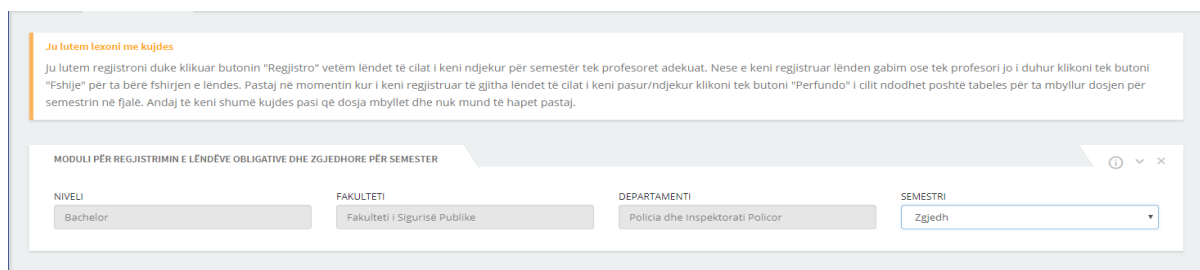 Ju lutem lexoni me kujdes
Ju lutem regjistroni duke klikuar butonin "Regjistro" vetëm lëndët të cilat i keni ndjekur për semestër tek profesoret adekuat. Nese e keni regjistruar lënden gabim ose tek profesori jo i duhur klikoni tek butoni
"Fshije" për ta bërë fshirjen e lëndes. Pastaj në momentin kur i keni regjistruar të gjitha lëndët të cilat i keni pasur/ndjekur klikoni tek butoni "Perfundo" i cilit ndodhet poshtë tabeles për ta mbyllur dosjen për
semestrin në fjalë. Andaj të keni shumë kujdes pasi që dosja mbyllet dhe nuk mund të hapet pastaj.
MODULI PËR REGJISTRIMIN E LËNDËVE OBLIGATIVE DHE ZGJEDHORE PËR SEMESTER
NIVELI FAKULTETI DEPARTAMENTI SEMESTRI
Bachelor Fakulteti i Sigurisë Publike Policia dhe Inspektorati Policor Zgjedh